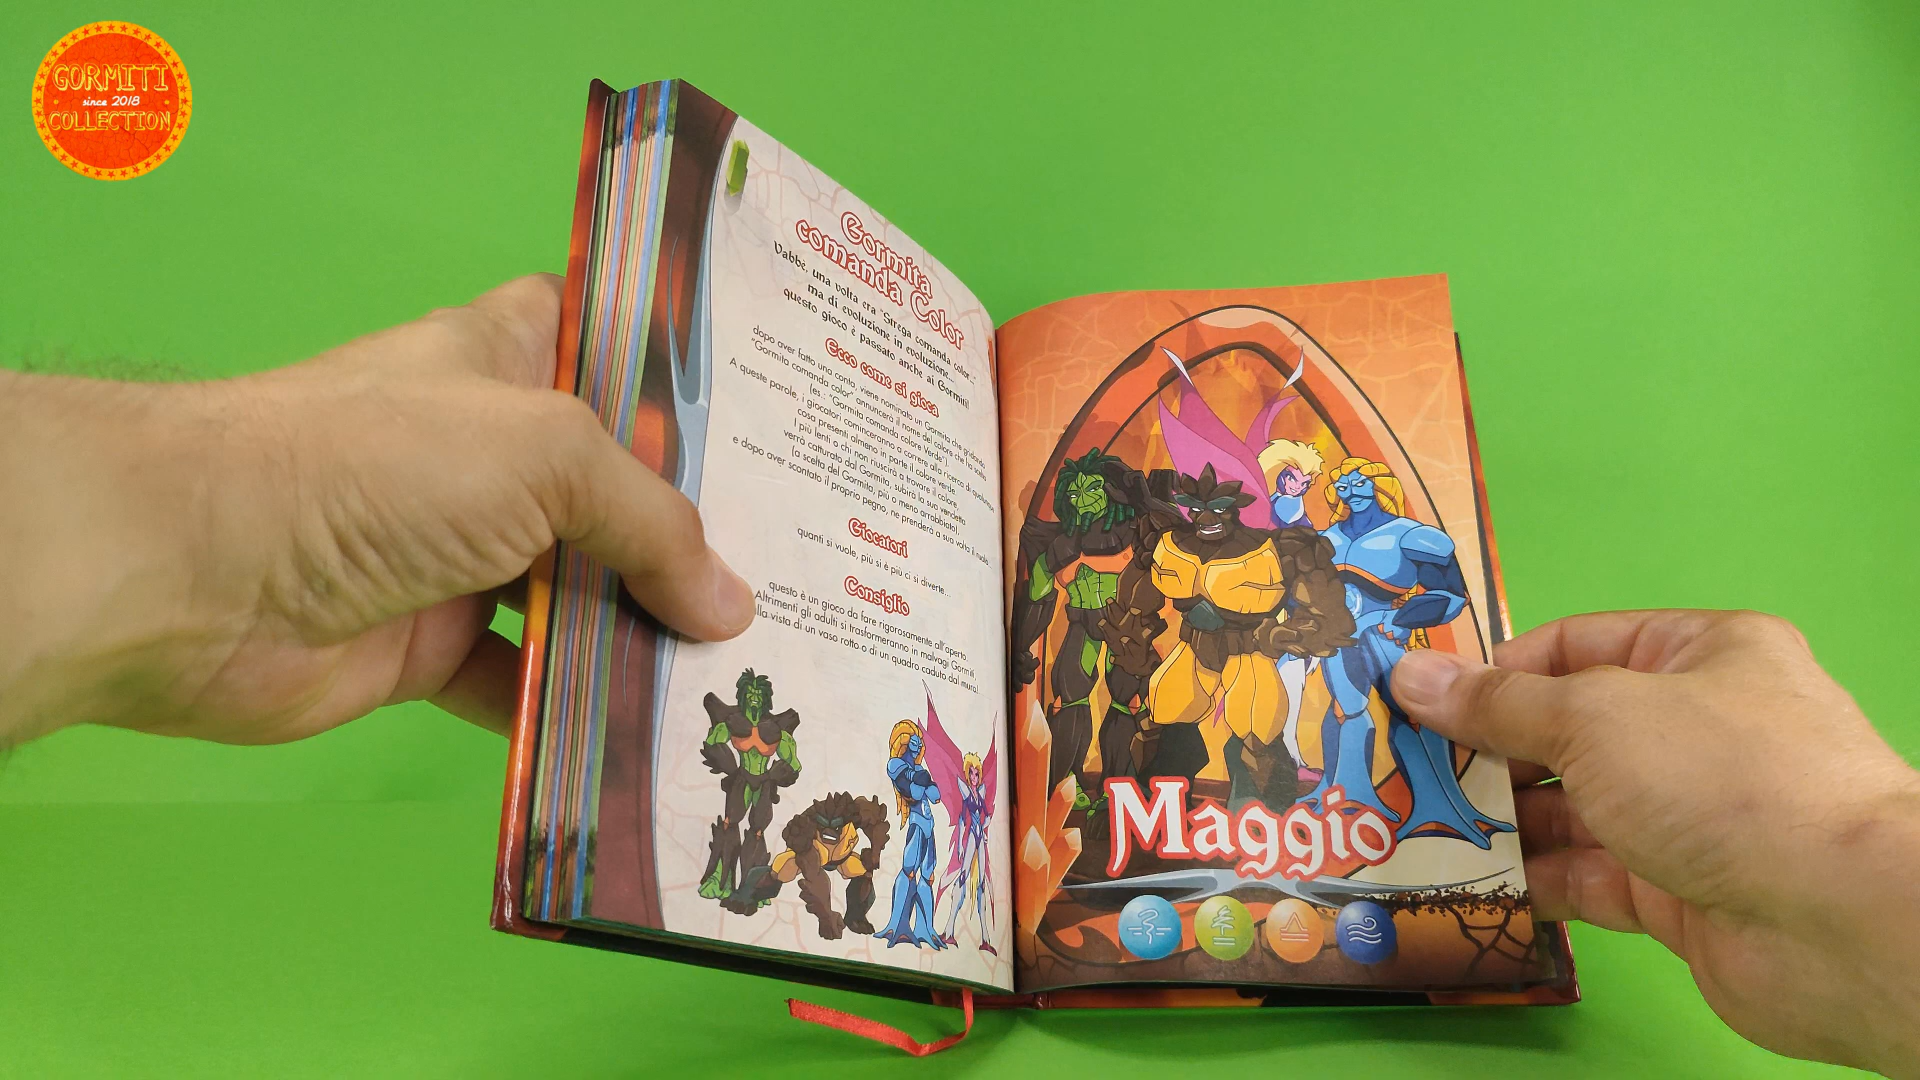 GORMITI
since 2018
COLLECTION
Gormita
comanda Color
Vabbè, una volta era "Strega comanda color..."
ma di evoluzione in evoluzione...
questo gioco è passato anche ai Gormiti!
Ecco come si gioca
dopo aver fatto una conta, viene nominato un Gormita che gridando
"Gormita comanda color" annuncerà il nome del colore che ha scelto
(es.: "Gormita comanda colore Verde").
A queste parole, i giocatori cominceranno a correre alla ricerca di qualunque
cosa presenti almeno in parte il colore verde.
I più lenti o chi non riuscirà a trovare il colore,
verrà catturato dal Gormita, subirà la sua vendetta
(a scelta del Gormita, più o meno arrabbiato),
e dopo aver scontato il proprio pegno, ne prenderà a sua volta il ruolo.
Giocatori
quanti si vuole, più si è più ci si diverte...
Consiglio
questo è un gioco da fare rigorosamente all'aperto.
Altrimenti gli adulti si trasformeranno in malvagi Gormiti,
alla vista di un vaso rotto o di un quadro caduto dal muro!
Maggio